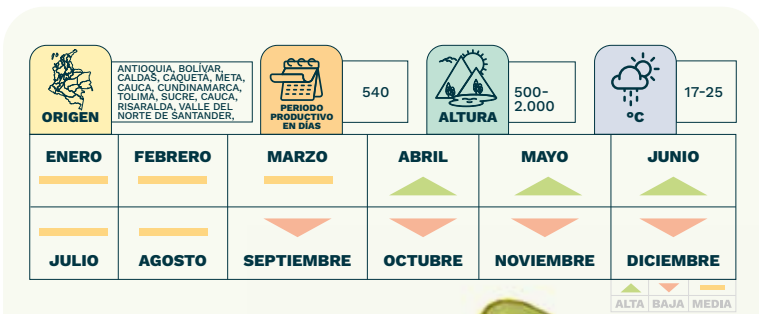 ANTIOQUIA, BOLÍVAR,
CALDAS, CAQUETÁ, META,
CAUCA, CUNDINAMARCA,
TOLIMA, SUCRE, CAUCA,
RISARALDA, VALLE DEL
NORTE DE SANTANDER,
ORIGEN
PERIODO
PRODUCTIVO
EN DÍAS
540
ALTURA
500-
2.000
ºC
17-25
ENERO
FEBRERO
MARZO
ABRIL
MAYO
JUNIO
JULIO
AGOSTO
SEPTIEMBRE
OCTUBRE
NOVIEMBRE
DICIEMBRE
ALTA
BAJA
MEDIA